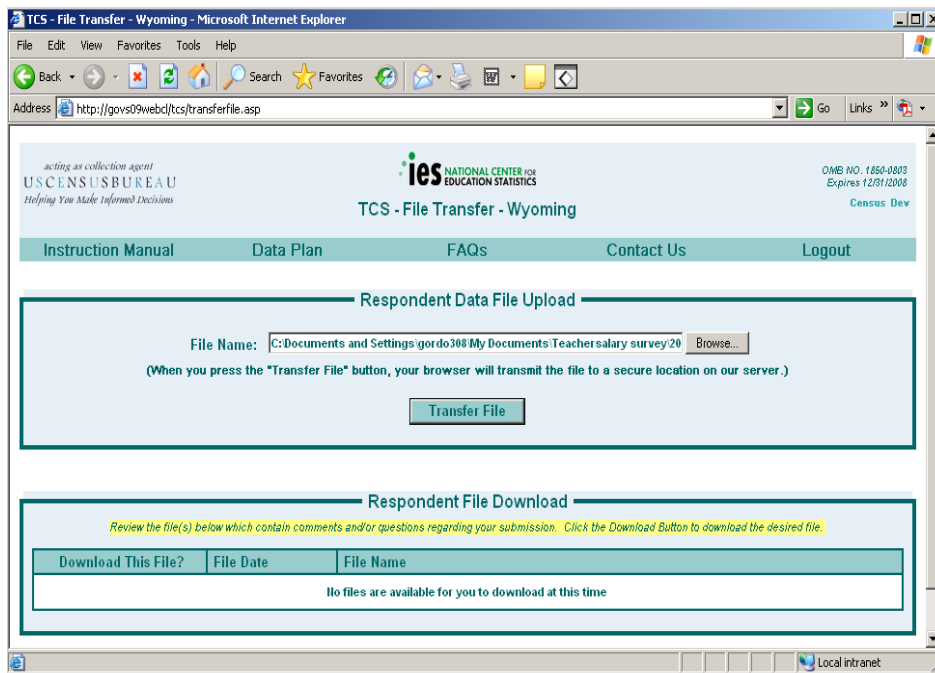 TCS - File Transfer - Wyoming - Microsoft Internet Explorer
File Edit View Favorites Tools Help
Back Search Favorites
Address http://govs09webcl/tcs/transferfile.asp Go Links »
acting as collection agent
USCENSUSBUREAU
Helping You Make Informed Decisions
ies NATIONAL CENTER FOR
EDUCATION STATISTICS
TCS - File Transfer - Wyoming
OMB NO. 1850-0803
Expires 12/31/2008
Census Dev
Instruction Manual Data Plan FAQs Contact Us Logout
Respondent Data File Upload
File Name: C:\Documents and Settings\gordo308\My Documents\Teachersalary survey\20 Browse...
(When you press the "Transfer File" button, your browser will transmit the file to a secure location on our server.)
Transfer File
Respondent File Download
Review the file(s) below which contain comments and/or questions regarding your submission. Click the Download Button to download the desired file.
Download This File? File Date File Name
No files are available for you to download at this time
Local intranet